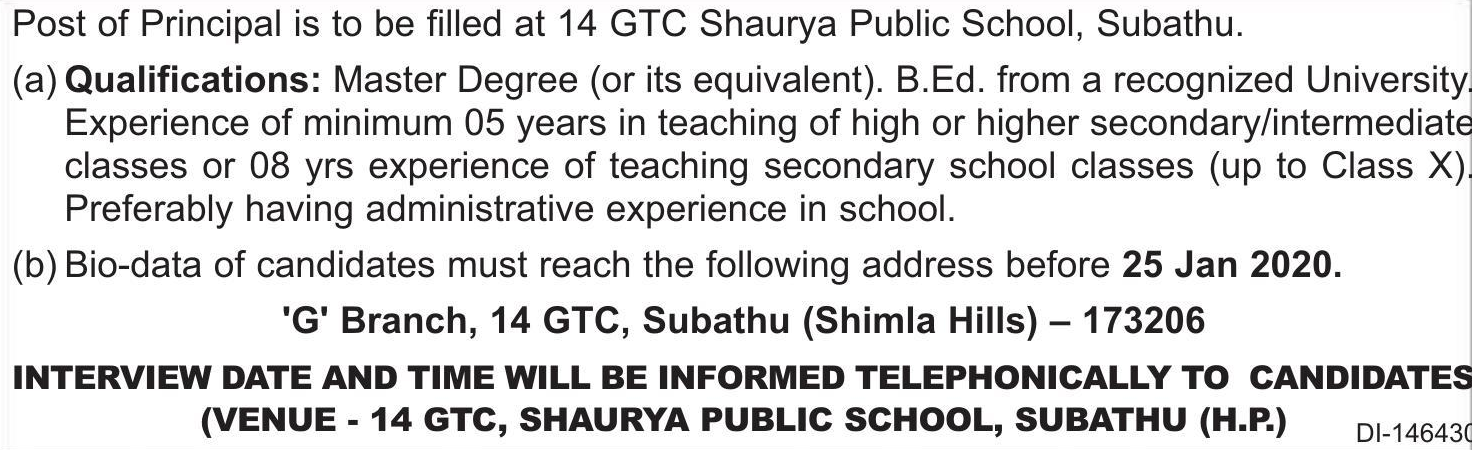 Post of Principal is to be filled at 14 GTC Shaurya Public School, Subathu.
(a) Qualifications: Master Degree (or its equivalent). B.Ed. from a recognized University.
Experience of minimum 05 years in teaching of high or higher secondary/intermediate
classes or 08 yrs experience of teaching secondary school classes (up to Class X).
Preferably having administrative experience in school.
(b) Bio-data of candidates must reach the following address before 25 Jan 2020.
'G' Branch, 14 GTC, Subathu (Shimla Hills) – 173206
INTERVIEW DATE AND TIME WILL BE INFORMED TELEPHONICALLY TO CANDIDATES
(VENUE - 14 GTC, SHAURYA PUBLIC SCHOOL, SUBATHU (H.P.)
DI-146430